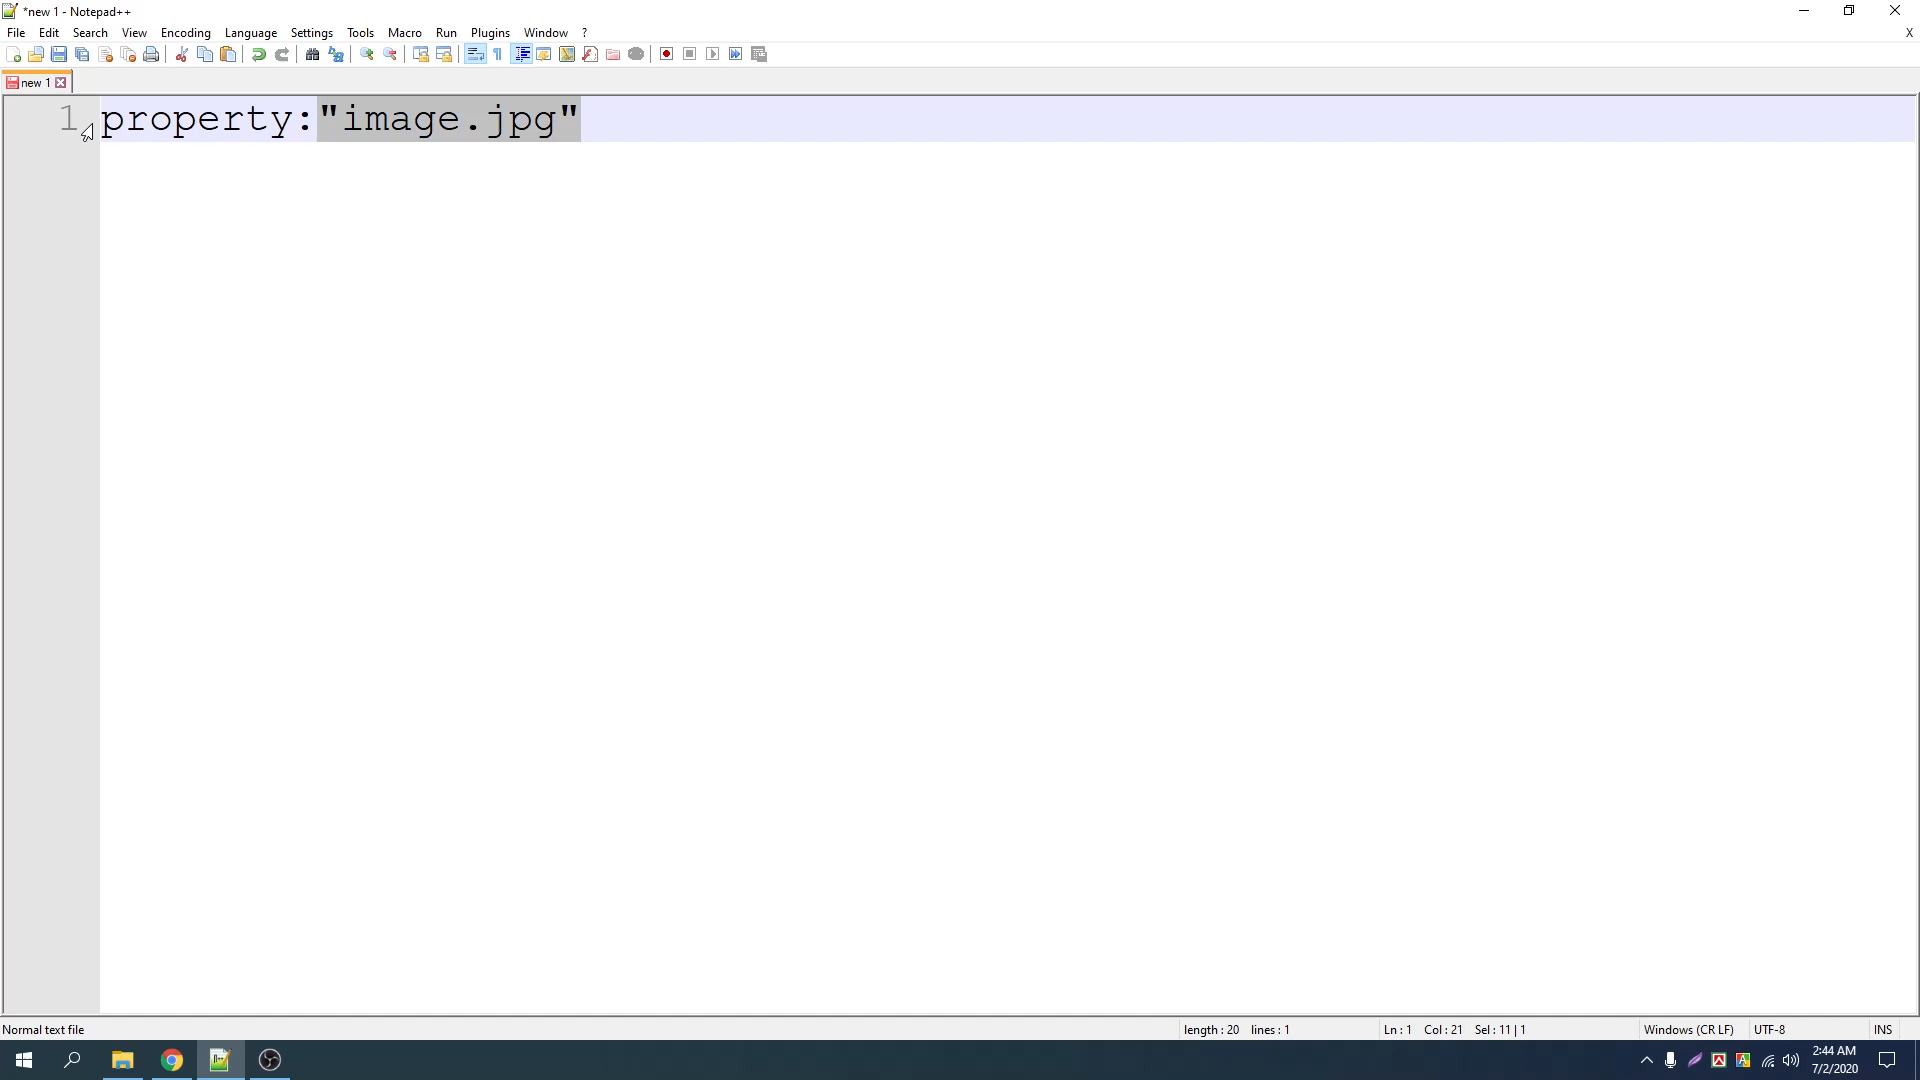 *new 1 - Notepad++
File Edit Search View Encoding Language Settings Tools Macro Run Plugins Window ? X
new 1
1 property:"image.jpg"
Normal text file length : 20 lines : 1 Ln : 1 Col : 21 Sel : 11 | 1 Windows (CR LF) UTF-8 INS
2:44 AM
7/2/2020